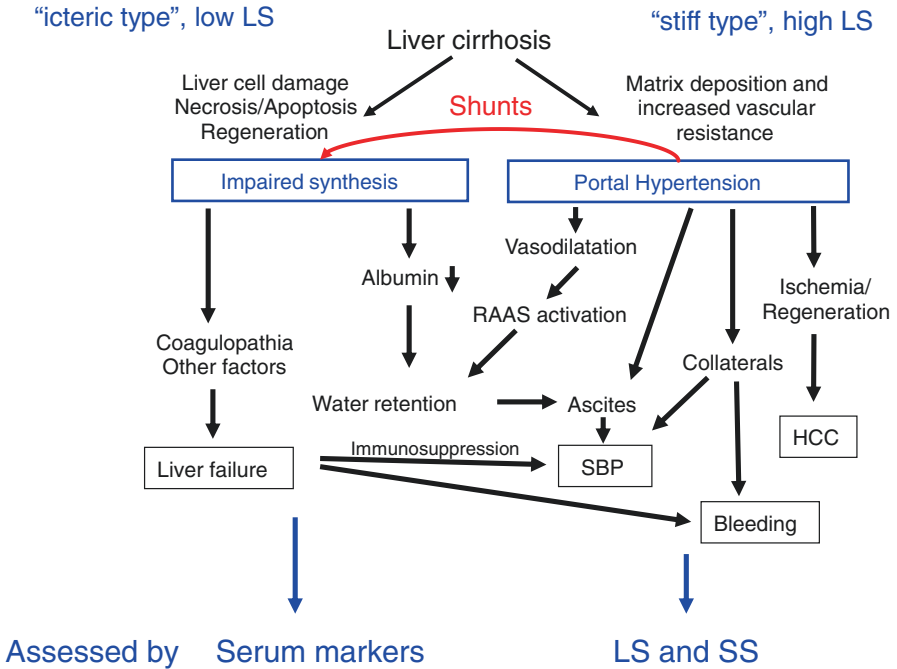 “icteric type”, low LS
“stiff type”, high LS
Liver cirrhosis
Liver cell damage
Necrosis/Apoptosis
Regeneration
Shunts
Matrix deposition and
increased vascular
resistance
Impaired synthesis
Portal Hypertension
Vasodilatation
Albumin
Ischemia/
Regeneration
RAAS activation
Coagulopathia
Other factors
Collaterals
Water retention
Ascites
HCC
Immunosuppression
Liver failure
SBP
Bleeding
Assessed by
Serum markers
LS and SS